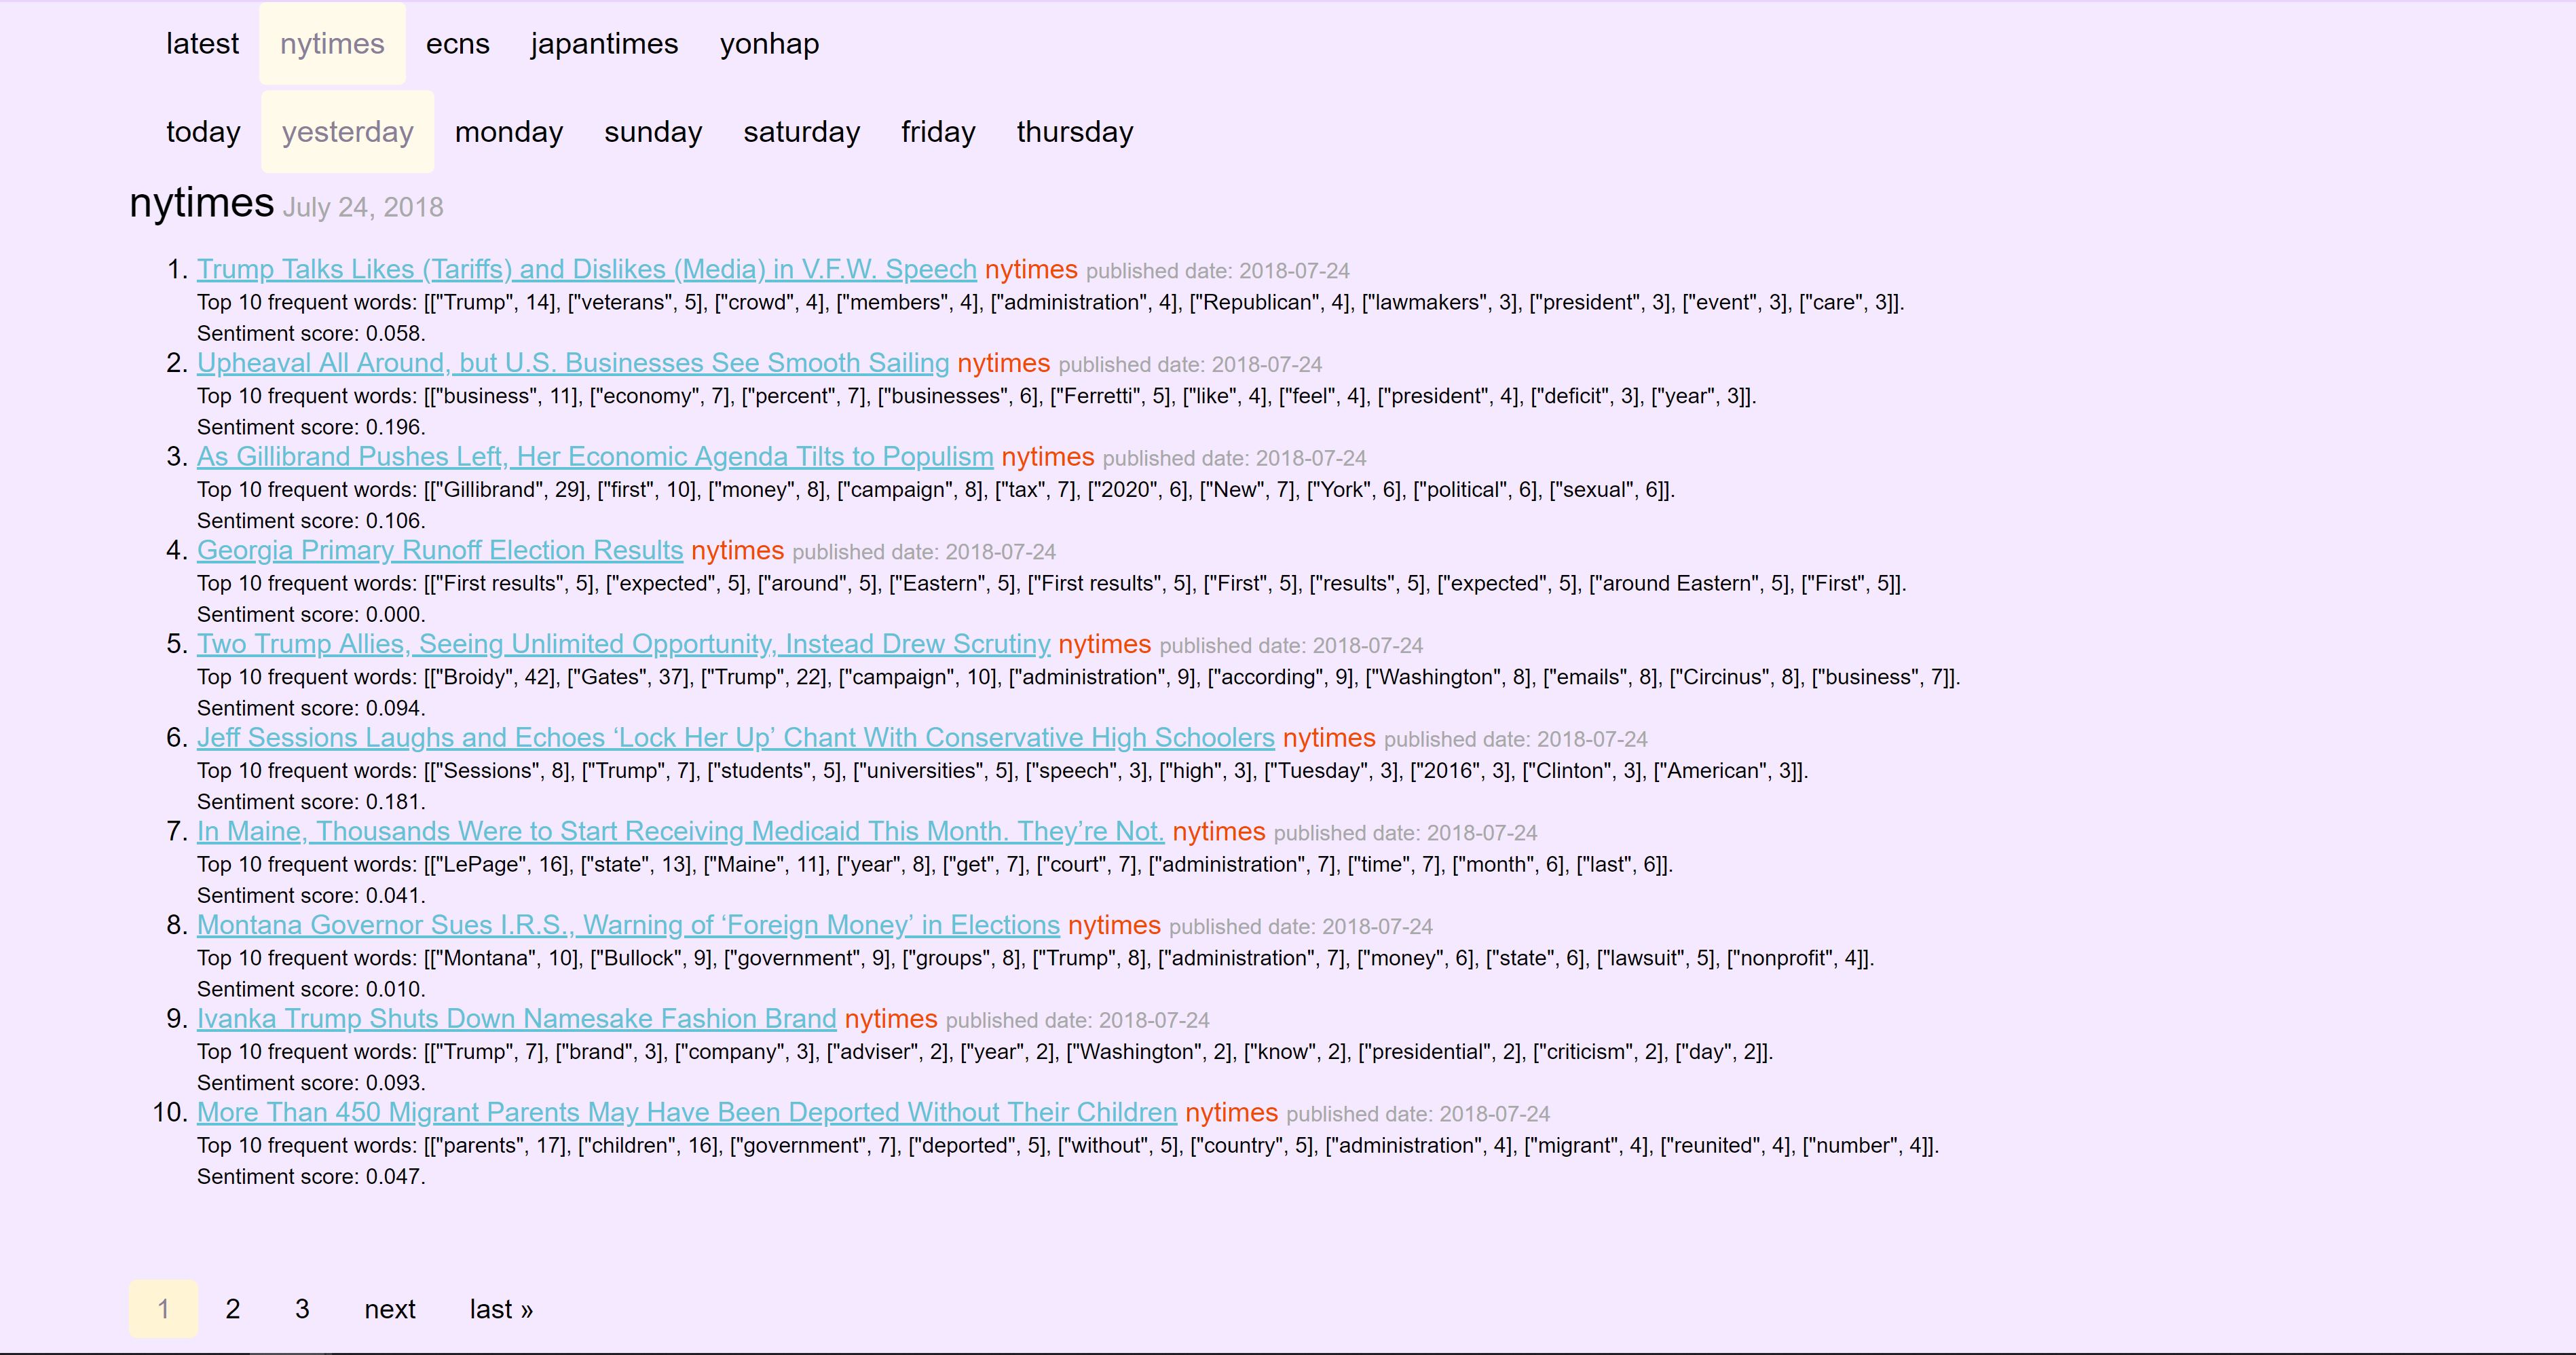 latest nytimes ecns japantimes yonhap
today yesterday monday sunday saturday friday thursday
nytimes July 24, 2018
1. Trump Talks Likes (Tariffs) and Dislikes (Media) in V.F.W. Speech nytimes published date: 2018-07-24
Top 10 frequent words: [["Trump", 14], ["veterans", 5], ["crowd", 4], ["members", 4], ["administration", 4], ["Republican", 4], ["lawmakers", 3], ["president", 3], ["event", 3], ["care", 3]].
Sentiment score: 0.058.
2. Upheaval All Around, but U.S. Businesses See Smooth Sailing nytimes published date: 2018-07-24
Top 10 frequent words: [["business", 11], ["economy", 7], ["percent", 7], ["businesses", 6], ["Ferretti", 5], ["like", 4], ["feel", 4], ["president", 4], ["deficit", 3], ["year", 3]].
Sentiment score: 0.196.
3. As Gillibrand Pushes Left, Her Economic Agenda Tilts to Populism nytimes published date: 2018-07-24
Top 10 frequent words: [["Gillibrand", 29], ["first", 10], ["money", 8], ["campaign", 8], ["tax", 7], ["2020", 6], ["New", 7], ["York", 6], ["political", 6], ["sexual", 6]].
Sentiment score: 0.106.
4. Georgia Primary Runoff Election Results nytimes published date: 2018-07-24
Top 10 frequent words: [["First results", 5], ["expected", 5], ["around", 5], ["Eastern", 5], ["First results", 5], ["First", 5], ["results", 5], ["expected", 5], ["around Eastern", 5], ["First", 5]].
Sentiment score: 0.000.
5. Two Trump Allies, Seeing Unlimited Opportunity, Instead Drew Scrutiny nytimes published date: 2018-07-24
Top 10 frequent words: [["Broidy", 42], ["Gates", 37], ["Trump", 22], ["campaign", 10], ["administration", 9], ["according", 9], ["Washington", 8], ["emails", 8], ["Circinus", 8], ["business", 7]].
Sentiment score: 0.094.
6. Jeff Sessions Laughs and Echoes ‘Lock Her Up’ Chant With Conservative High Schoolers nytimes published date: 2018-07-24
Top 10 frequent words: [["Sessions", 8], ["Trump", 7], ["students", 5], ["universities", 5], ["speech", 3], ["high", 3], ["Tuesday", 3], ["2016", 3], ["Clinton", 3], ["American", 3]].
Sentiment score: 0.181.
7. In Maine, Thousands Were to Start Receiving Medicaid This Month. They’re Not. nytimes published date: 2018-07-24
Top 10 frequent words: [["LePage", 16], ["state", 13], ["Maine", 11], ["year", 8], ["get", 7], ["court", 7], ["administration", 7], ["time", 7], ["month", 6], ["last", 6]].
Sentiment score: 0.041.
8. Montana Governor Sues I.R.S., Warning of ‘Foreign Money’ in Elections nytimes published date: 2018-07-24
Top 10 frequent words: [["Montana", 10], ["Bullock", 9], ["government", 9], ["groups", 8], ["Trump", 8], ["administration", 7], ["money", 6], ["state", 6], ["lawsuit", 5], ["nonprofit", 4]].
Sentiment score: 0.010.
9. Ivanka Trump Shuts Down Namesake Fashion Brand nytimes published date: 2018-07-24
Top 10 frequent words: [["Trump", 7], ["brand", 3], ["company", 3], ["adviser", 2], ["year", 2], ["Washington", 2], ["know", 2], ["presidential", 2], ["criticism", 2], ["day", 2]].
Sentiment score: 0.093.
10. More Than 450 Migrant Parents May Have Been Deported Without Their Children nytimes published date: 2018-07-24
Top 10 frequent words: [["parents", 17], ["children", 16], ["government", 7], ["deported", 5], ["without", 5], ["country", 5], ["administration", 4], ["migrant", 4], ["reunited", 4], ["number", 4]].
Sentiment score: 0.047.
1 2 3 next last »